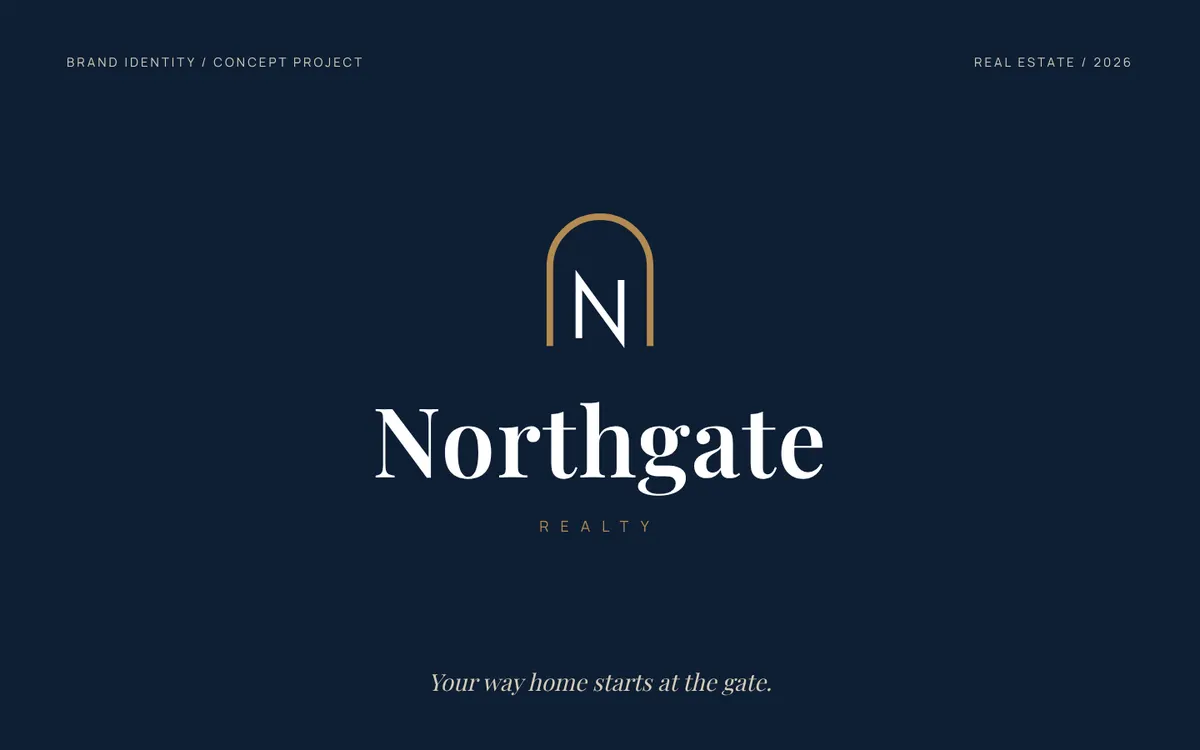 BRAND IDENTITY / CONCEPT PROJECT
REAL ESTATE / 2026
N
Northgate
REALTY
Your way home starts at the gate.